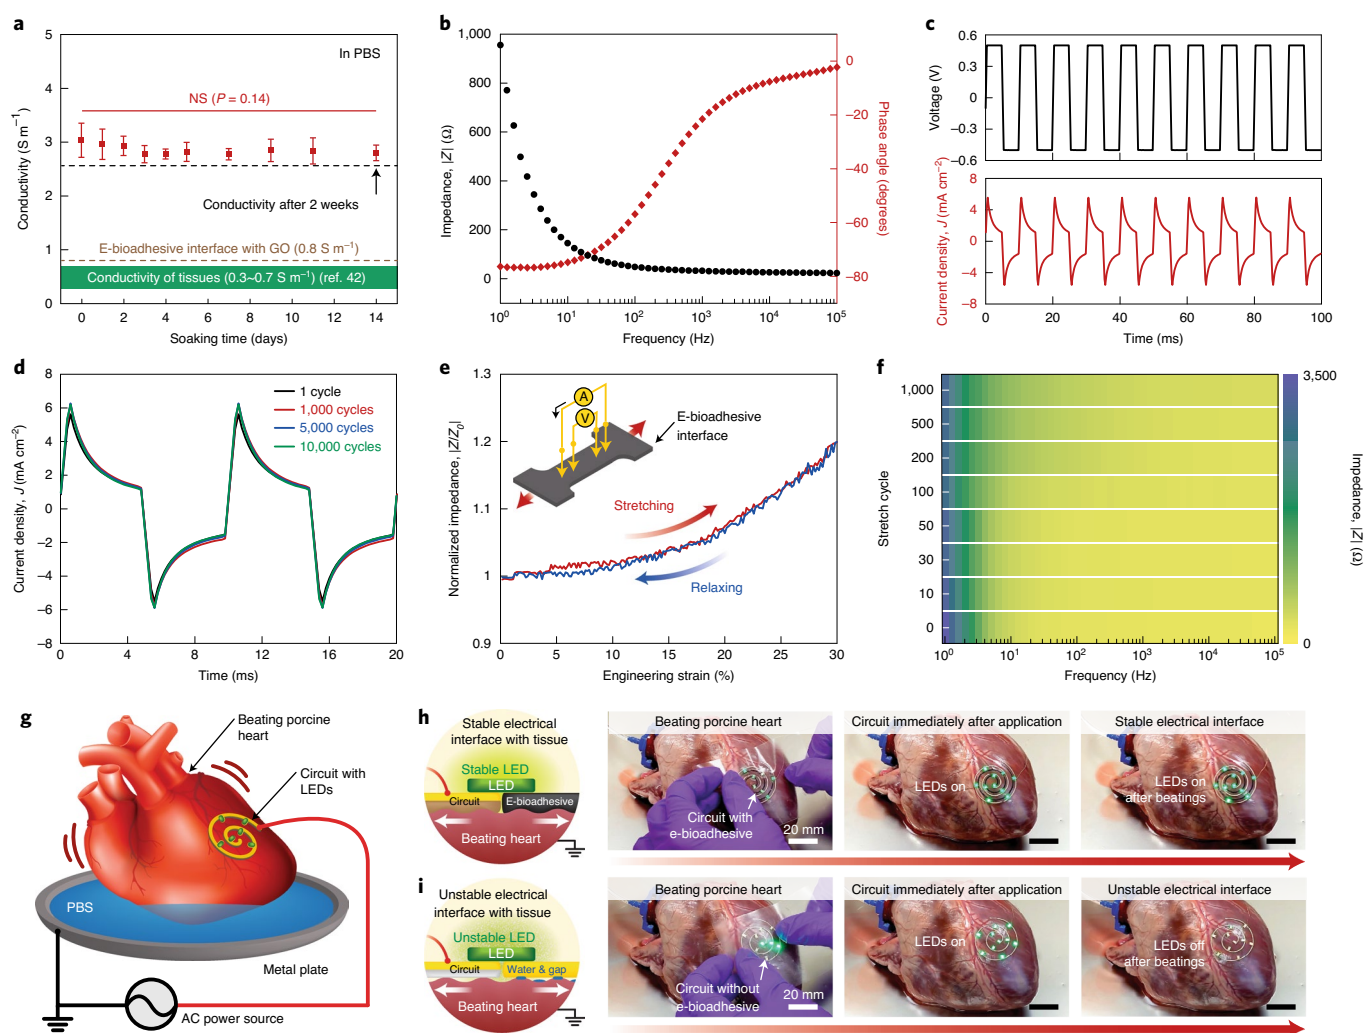 a
5
4
3
2
1
0
Conductivity (S m⁻¹)
In PBS
NS (P = 0.14)
Conductivity after 2 weeks
E-bioadhesive interface with GO (0.8 S m⁻¹)
Conductivity of tissues (0.3~0.7 S m⁻¹) (ref. 42)
0 2 4 6 8 10 12 14
Soaking time (days)
b
1,000
800
600
400
200
0
Impedance, |Z| (Ω)
0
−20
−40
−60
−80
Phase angle (degrees)
10⁰ 10¹ 10² 10³ 10⁴ 10⁵
Frequency (Hz)
c
0.6
0.3
0
−0.3
−0.6
Voltage (V)
8
4
0
−4
−8
Current density, J (mA cm⁻²)
0 20 40 60 80 100
Time (ms)
d
8
6
4
2
0
−2
−4
−6
−8
Current density, J (mA cm⁻²)
1 cycle
1,000 cycles
5,000 cycles
10,000 cycles
0 4 8 12 16 20
Time (ms)
e
1.3
1.2
1.1
1
0.9
Normalized impedance, |Z/Z₀|
A
V
E-bioadhesive
interface
Stretching
Relaxing
0 5 10 15 20 25 30
Engineering strain (%)
f
1,000
500
200
100
50
30
10
0
Stretch cycle
10⁰ 10¹ 10² 10³ 10⁴ 10⁵
Frequency (Hz)
3,500
0
Impedance, |Z| (Ω)
g
Beating porcine
heart
Circuit with
LEDs
PBS
Metal plate
AC power source
h
Stable electrical
interface with tissue
Stable LED
LED
Circuit
E-bioadhesive
Beating heart
Beating porcine heart
Circuit with
e-bioadhesive
20 mm
Circuit immediately after application
LEDs on
Stable electrical interface
LEDs on
after beatings
i
Unstable electrical
interface with tissue
Unstable LED
LED
Circuit
Water & gap
Beating heart
Beating porcine heart
Circuit without
e-bioadhesive
20 mm
Circuit immediately after application
LEDs on
Unstable electrical interface
LEDs off
after beatings